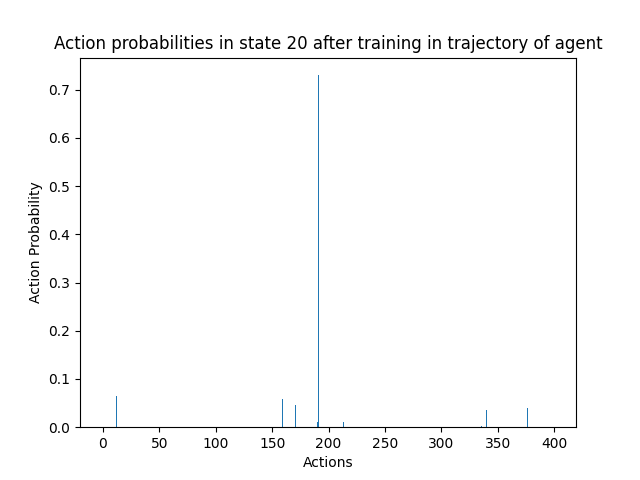 Action probabilities in state 20 after training in trajectory of agent
0.7
0.6
0.5
0.4
0.3
0.2
0.1
0.0
Action Probability
0 50 100 150 200 250 300 350 400
Actions